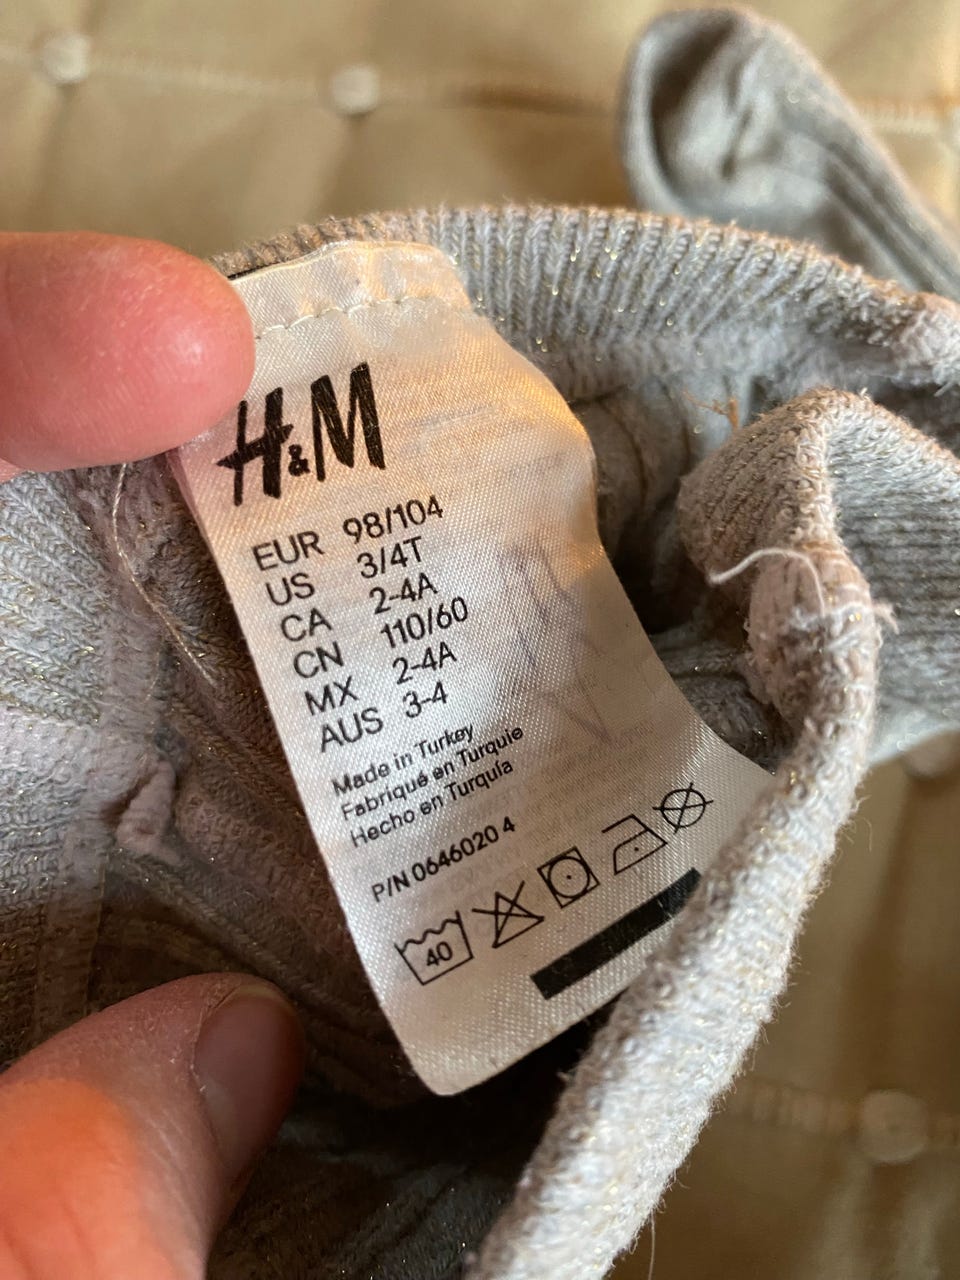 H&M
EUR 98/104
US 3/4T
CA 2-4A
CN 110/60
MX 2-4A
AUS 3-4
Made in Turkey
Fabriqué en Turquie
Hecho en Turquía
P/N 0646020 4
40